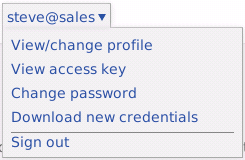 steve@sales
View/change profile
View access key
Change password
Download new credentials
Sign out